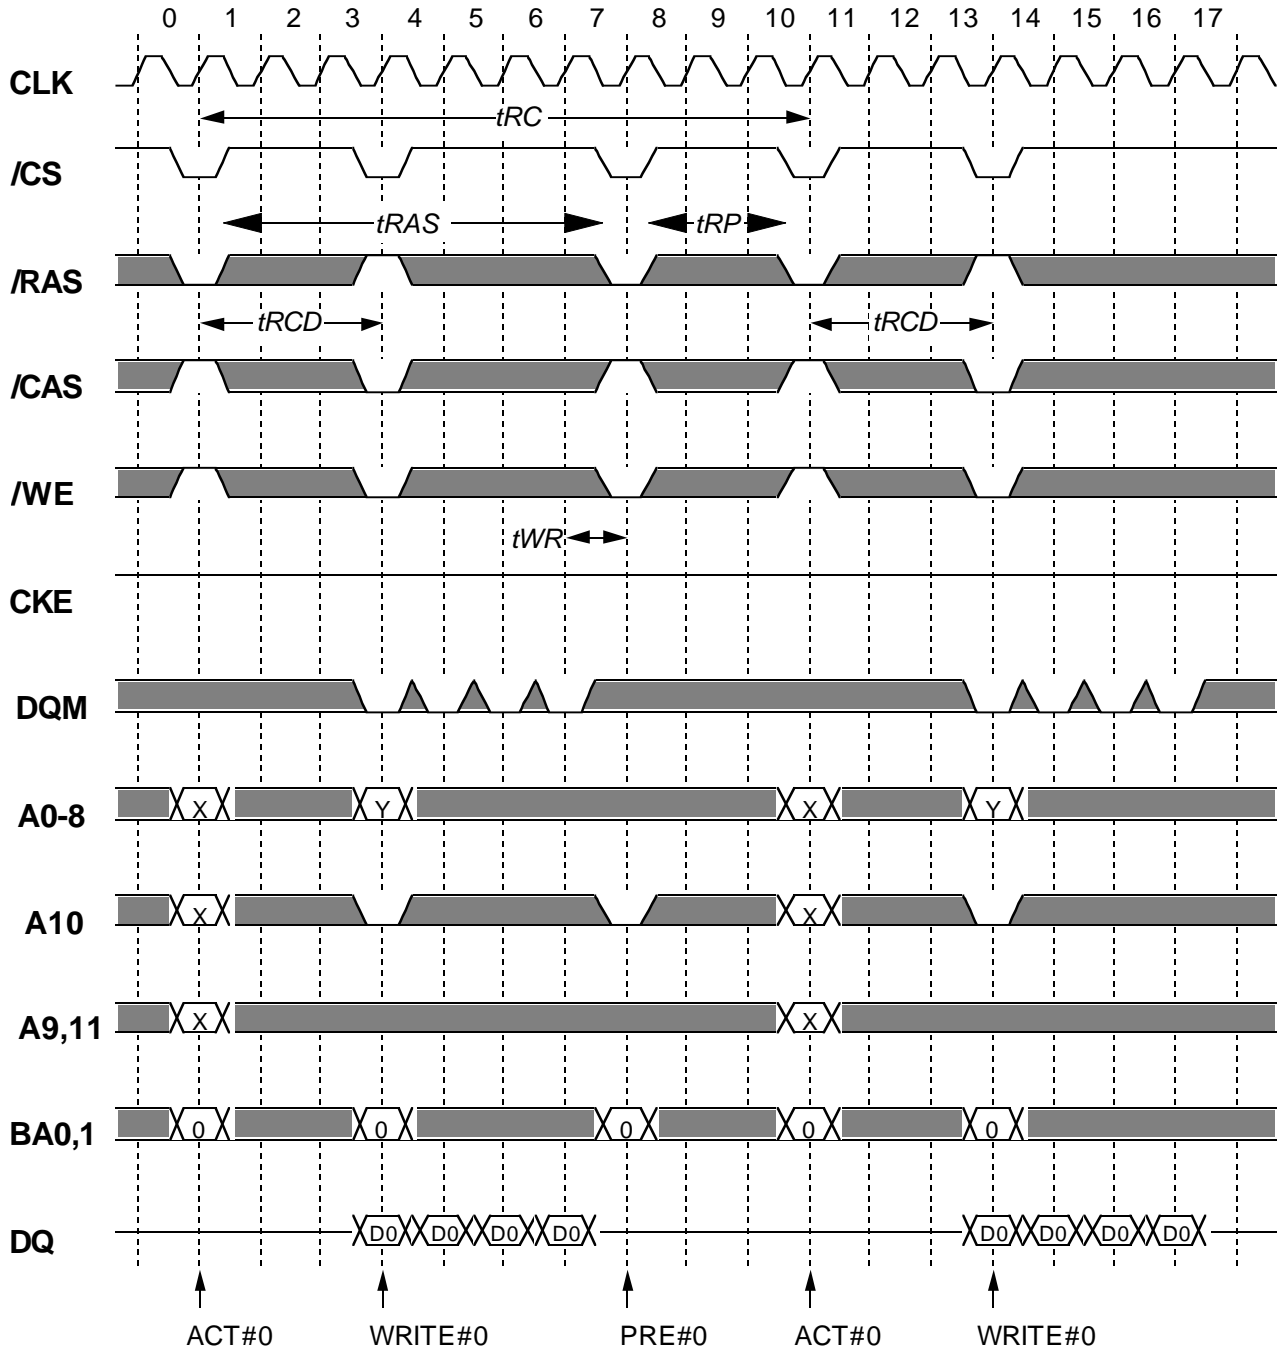 0 1 2 3 4 5 6 7 8 9 10 11 12 13 14 15 16 17
CLK
tRC
/CS
tRAS tRP
/RAS
tRCD tRCD
/CAS
/WE
tWR
CKE
DQM
A0-8 X Y X Y
A10 X X
A9,11 X X
BA0,1 0 0 0 0 0
DQ D0 D0 D0 D0 D0 D0 D0 D0
ACT#0 WRITE#0 PRE#0 ACT#0 WRITE#0